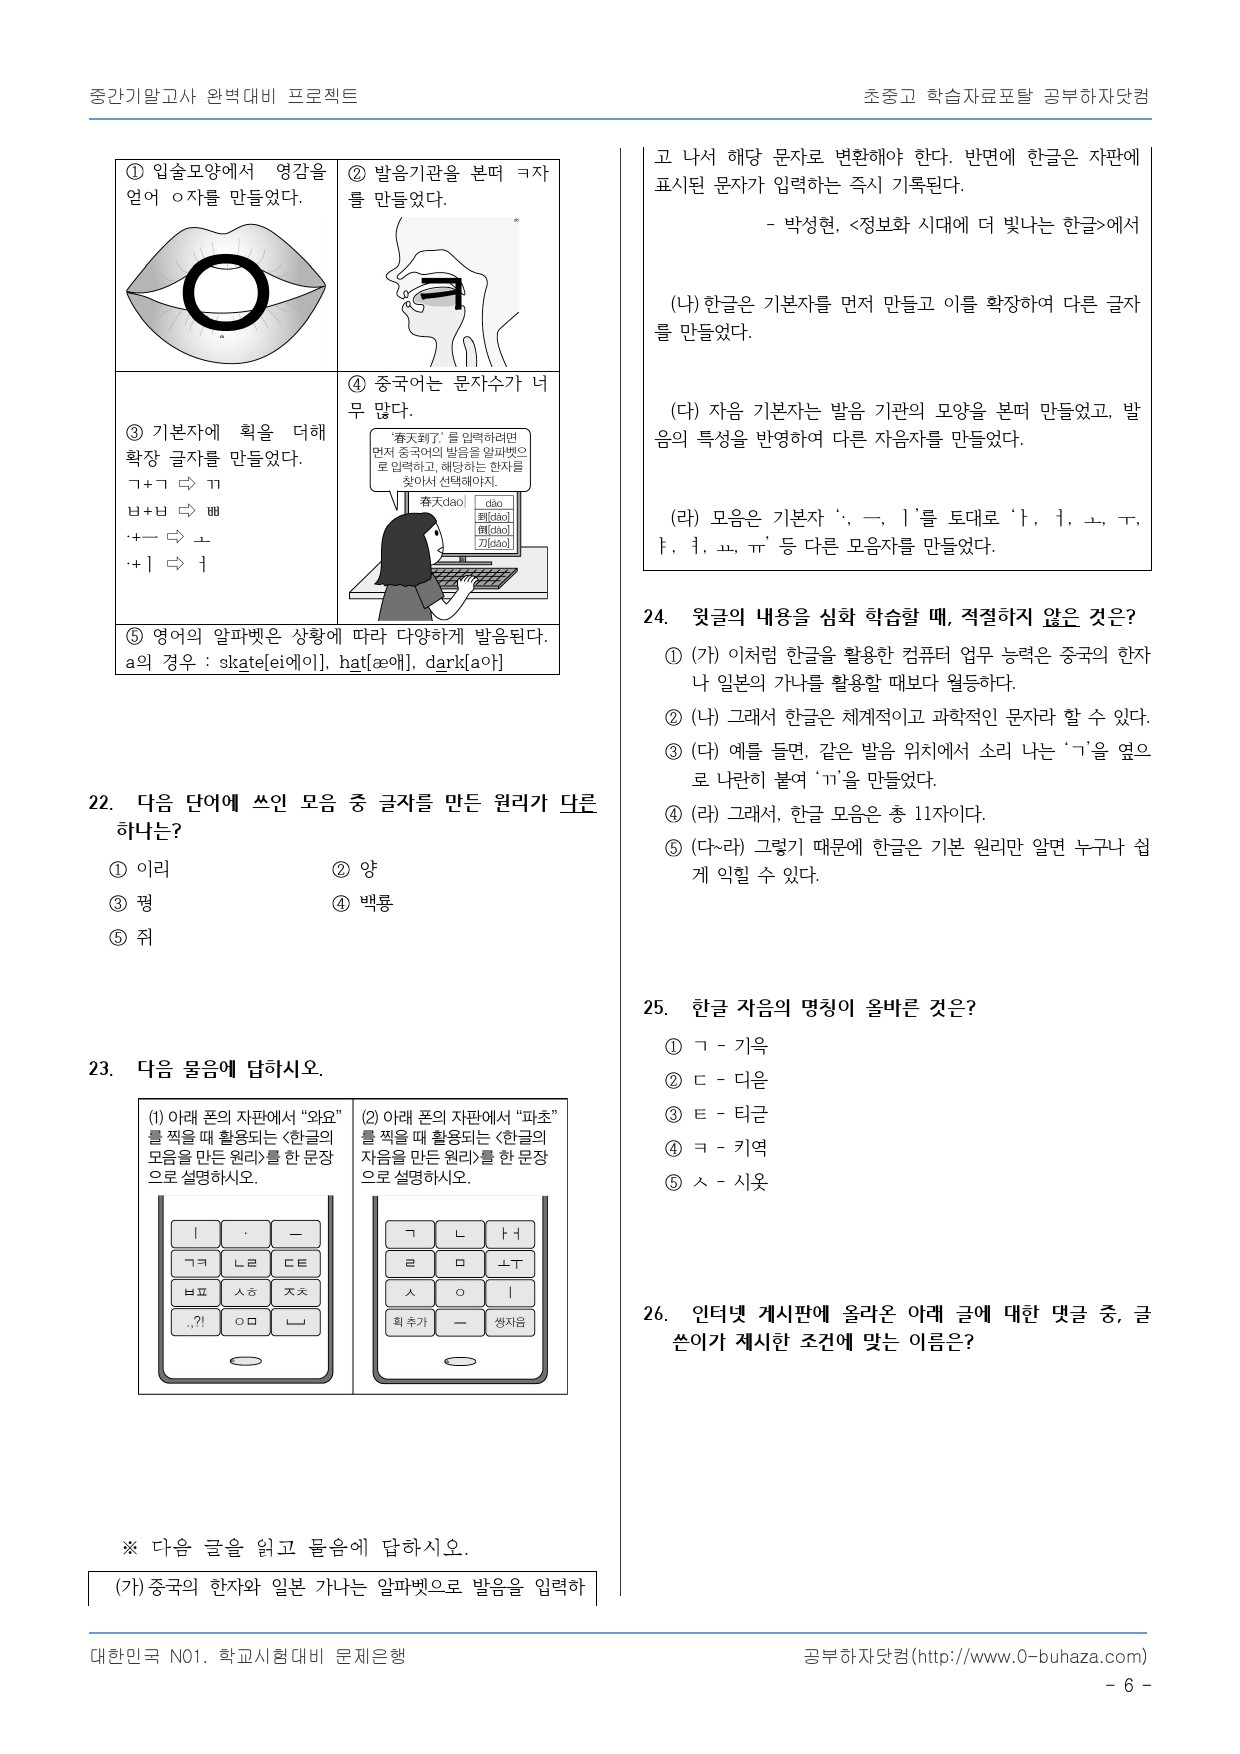 중간기말고사 완벽대비 프로젝트
초중고 학습자료포탈 공부하자닷컴
① 입술모양에서 영감을
얻어 ㅇ자를 만들었다.
② 발음기관을 본떠 ㅋ자
를 만들었다.
ㅋ
③ 기본자에 획을 더해
확장 글자를 만들었다.
ㄱ+ㄱ ⇨ ㄲ
ㅂ+ㅂ ⇨ ㅃ
·+ㅡ ⇨ ㅗ
·+ㅣ ⇨ ㅓ
④ 중국어는 문자수가 너
무 많다.
‘春天到了’ 를 입력하려면
먼저 중국어의 발음을 알파벳으
로 입력하고, 해당하는 한자를
찾아서 선택해야지.
春天dao
dào
到[dào]
倒[dào]
刀[dāo]
⑤ 영어의 알파벳은 상황에 따라 다양하게 발음된다.
a의 경우 : skate[ei에이], hat[æ애], dark[a아]
22. 다음 단어에 쓰인 모음 중 글자를 만든 원리가 다른
하나는?
① 이리
② 양
③ 꿩
④ 백룡
⑤ 쥐
23. 다음 물음에 답하시오.
(1) 아래 폰의 자판에서 “와요”
를 찍을 때 활용되는 <한글의
모음을 만든 원리>를 한 문장
으로 설명하시오.
ㅣ · ㅡ
ㄱㅋ ㄴㄹ ㄷㅌ
ㅂㅍ ㅅㅎ ㅈㅊ
.,?! ㅇㅁ
(2) 아래 폰의 자판에서 “파초”
를 찍을 때 활용되는 <한글의
자음을 만든 원리>를 한 문장
으로 설명하시오.
ㄱ ㄴ ㅏㅓ
ㄹ ㅁ ㅗㅜ
ㅅ ㅇ ㅣ
획 추가 ㅡ 쌍자음
※ 다음 글을 읽고 물음에 답하시오.
(가) 중국의 한자와 일본 가나는 알파벳으로 발음을 입력하
고 나서 해당 문자로 변환해야 한다. 반면에 한글은 자판에
표시된 문자가 입력하는 즉시 기록된다.
- 박성현, <정보화 시대에 더 빛나는 한글>에서
(나) 한글은 기본자를 먼저 만들고 이를 확장하여 다른 글자
를 만들었다.
(다) 자음 기본자는 발음 기관의 모양을 본떠 만들었고, 발
음의 특성을 반영하여 다른 자음자를 만들었다.
(라) 모음은 기본자 ‘·, ㅡ, ㅣ’를 토대로 ‘ㅏ, ㅓ, ㅗ, ㅜ,
ㅑ, ㅕ, ㅛ, ㅠ’ 등 다른 모음자를 만들었다.
24. 윗글의 내용을 심화 학습할 때, 적절하지 않은 것은?
① (가) 이처럼 한글을 활용한 컴퓨터 업무 능력은 중국의 한자
나 일본의 가나를 활용할 때보다 월등하다.
② (나) 그래서 한글은 체계적이고 과학적인 문자라 할 수 있다.
③ (다) 예를 들면, 같은 발음 위치에서 소리 나는 ‘ㄱ’을 옆으
로 나란히 붙여 ‘ㄲ’을 만들었다.
④ (라) 그래서, 한글 모음은 총 11자이다.
⑤ (다~라) 그렇기 때문에 한글은 기본 원리만 알면 누구나 쉽
게 익힐 수 있다.
25. 한글 자음의 명칭이 올바른 것은?
① ㄱ - 기윽
② ㄷ - 디읃
③ ㅌ - 티귿
④ ㅋ - 키역
⑤ ㅅ - 시옷
26. 인터넷 게시판에 올라온 아래 글에 대한 댓글 중, 글
쓴이가 제시한 조건에 맞는 이름은?
대한민국 N01. 학교시험대비 문제은행
공부하자닷컴(http://www.0-buhaza.com)
- 6 -